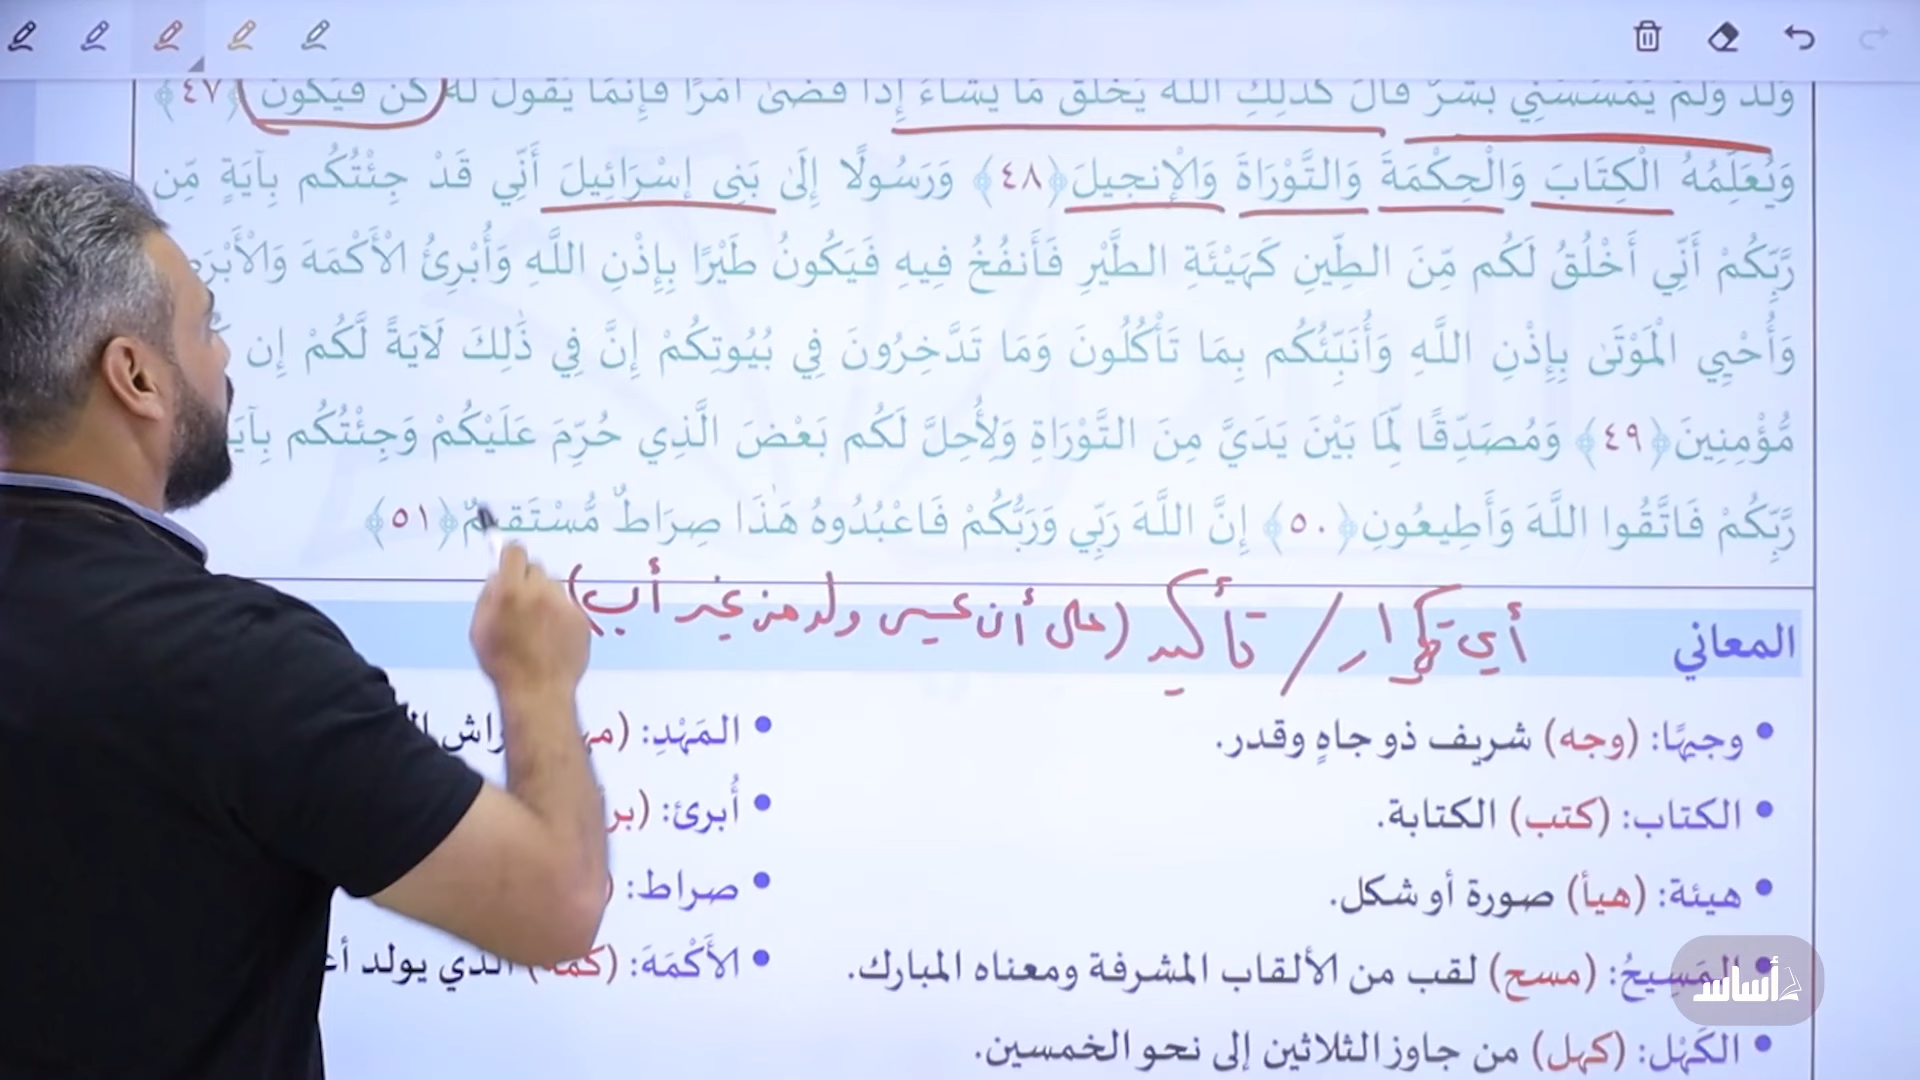 وَلَدٌ وَلَمْ يَمْسَسْنِي بَشَرٌ قَالَ كَذَٰلِكِ اللَّهُ يَخْلُقُ مَا يَشَاءُ إِذَا قَضَىٰ أَمْرًا فَإِنَّمَا يَقُولُ لَهُ كُن فَيَكُونُ ﴿٤٧﴾
وَيُعَلِّمُهُ الْكِتَابَ وَالْحِكْمَةَ وَالتَّوْرَاةَ وَالْإِنجِيلَ ﴿٤٨﴾ وَرَسُولًا إِلَىٰ بَنِي إِسْرَائِيلَ أَنِّي قَدْ جِئْتُكُم بِآيَةٍ مِّن
رَّبِّكُمْ أَنِّي أَخْلُقُ لَكُم مِّنَ الطِّينِ كَهَيْئَةِ الطَّيْرِ فَأَنفُخُ فِيهِ فَيَكُونُ طَيْرًا بِإِذْنِ اللَّهِ وَأُبْرِئُ الْأَكْمَهَ وَالْأَبْرَصَ
وَأُحْيِي الْمَوْتَىٰ بِإِذْنِ اللَّهِ وَأُنَبِّئُكُم بِمَا تَأْكُلُونَ وَمَا تَدَّخِرُونَ فِي بُيُوتِكُمْ إِنَّ فِي ذَٰلِكَ لَآيَةً لَّكُمْ إِن
مُّؤْمِنِينَ ﴿٤٩﴾ وَمُصَدِّقًا لِّمَا بَيْنَ يَدَيَّ مِنَ التَّوْرَاةِ وَلِأُحِلَّ لَكُم بَعْضَ الَّذِي حُرِّمَ عَلَيْكُمْ وَجِئْتُكُم بِآيَةٍ
رَّبِّكُمْ فَاتَّقُوا اللَّهَ وَأَطِيعُونِ ﴿٥٠﴾ إِنَّ اللَّهَ رَبِّي وَرَبُّكُمْ فَاعْبُدُوهُ هَٰذَا صِرَاطٌ مُّسْتَقِيمٌ ﴿٥١﴾
أي تكرار / تأكيد (على أن عيسى ولد من غير أب)
المعاني
وجيهًا: (وجه) شريف ذو جاهٍ وقدر.
الكتاب: (كتب) الكتابة.
هيئة: (هيأ) صورة أو شكل.
المَسِيحُ: (مسح) لقب من الألقاب المشرفة ومعناه المبارك.
الكَهْل: (كهل) من جاوز الثلاثين إلى نحو الخمسين.
المَهْدِ:
أُبرئ:
صراط:
الأَكْمَهَ: (كمه) الذي يولد
أساس